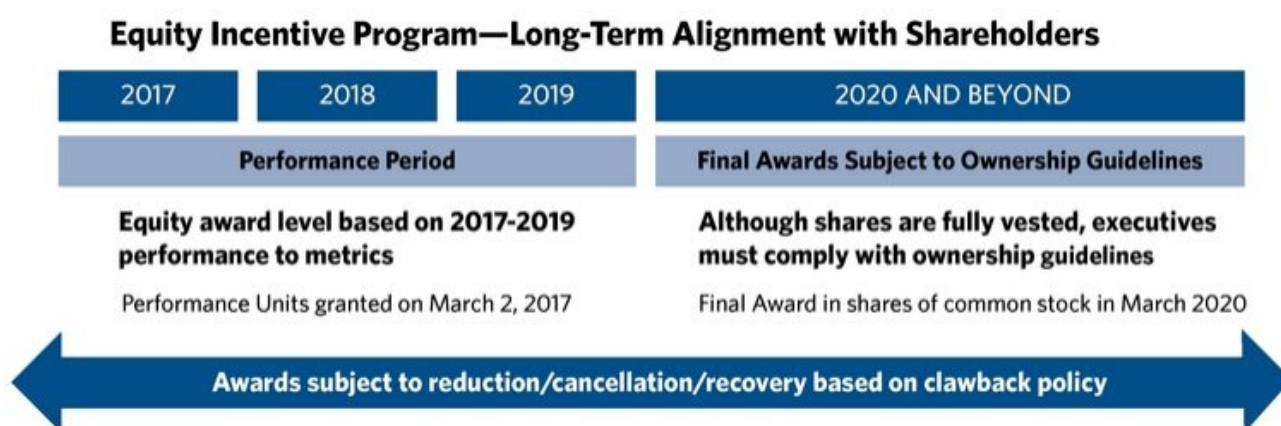 Equity Incentive Program—Long-Term Alignment with Shareholders
2017
2018
2019
2020 AND BEYOND
Performance Period
Final Awards Subject to Ownership Guidelines
Equity award level based on 2017-2019
performance to metrics
Performance Units granted on March 2, 2017
Although shares are fully vested, executives
must comply with ownership guidelines
Final Award in shares of common stock in March 2020
Awards subject to reduction/cancellation/recovery based on clawback policy